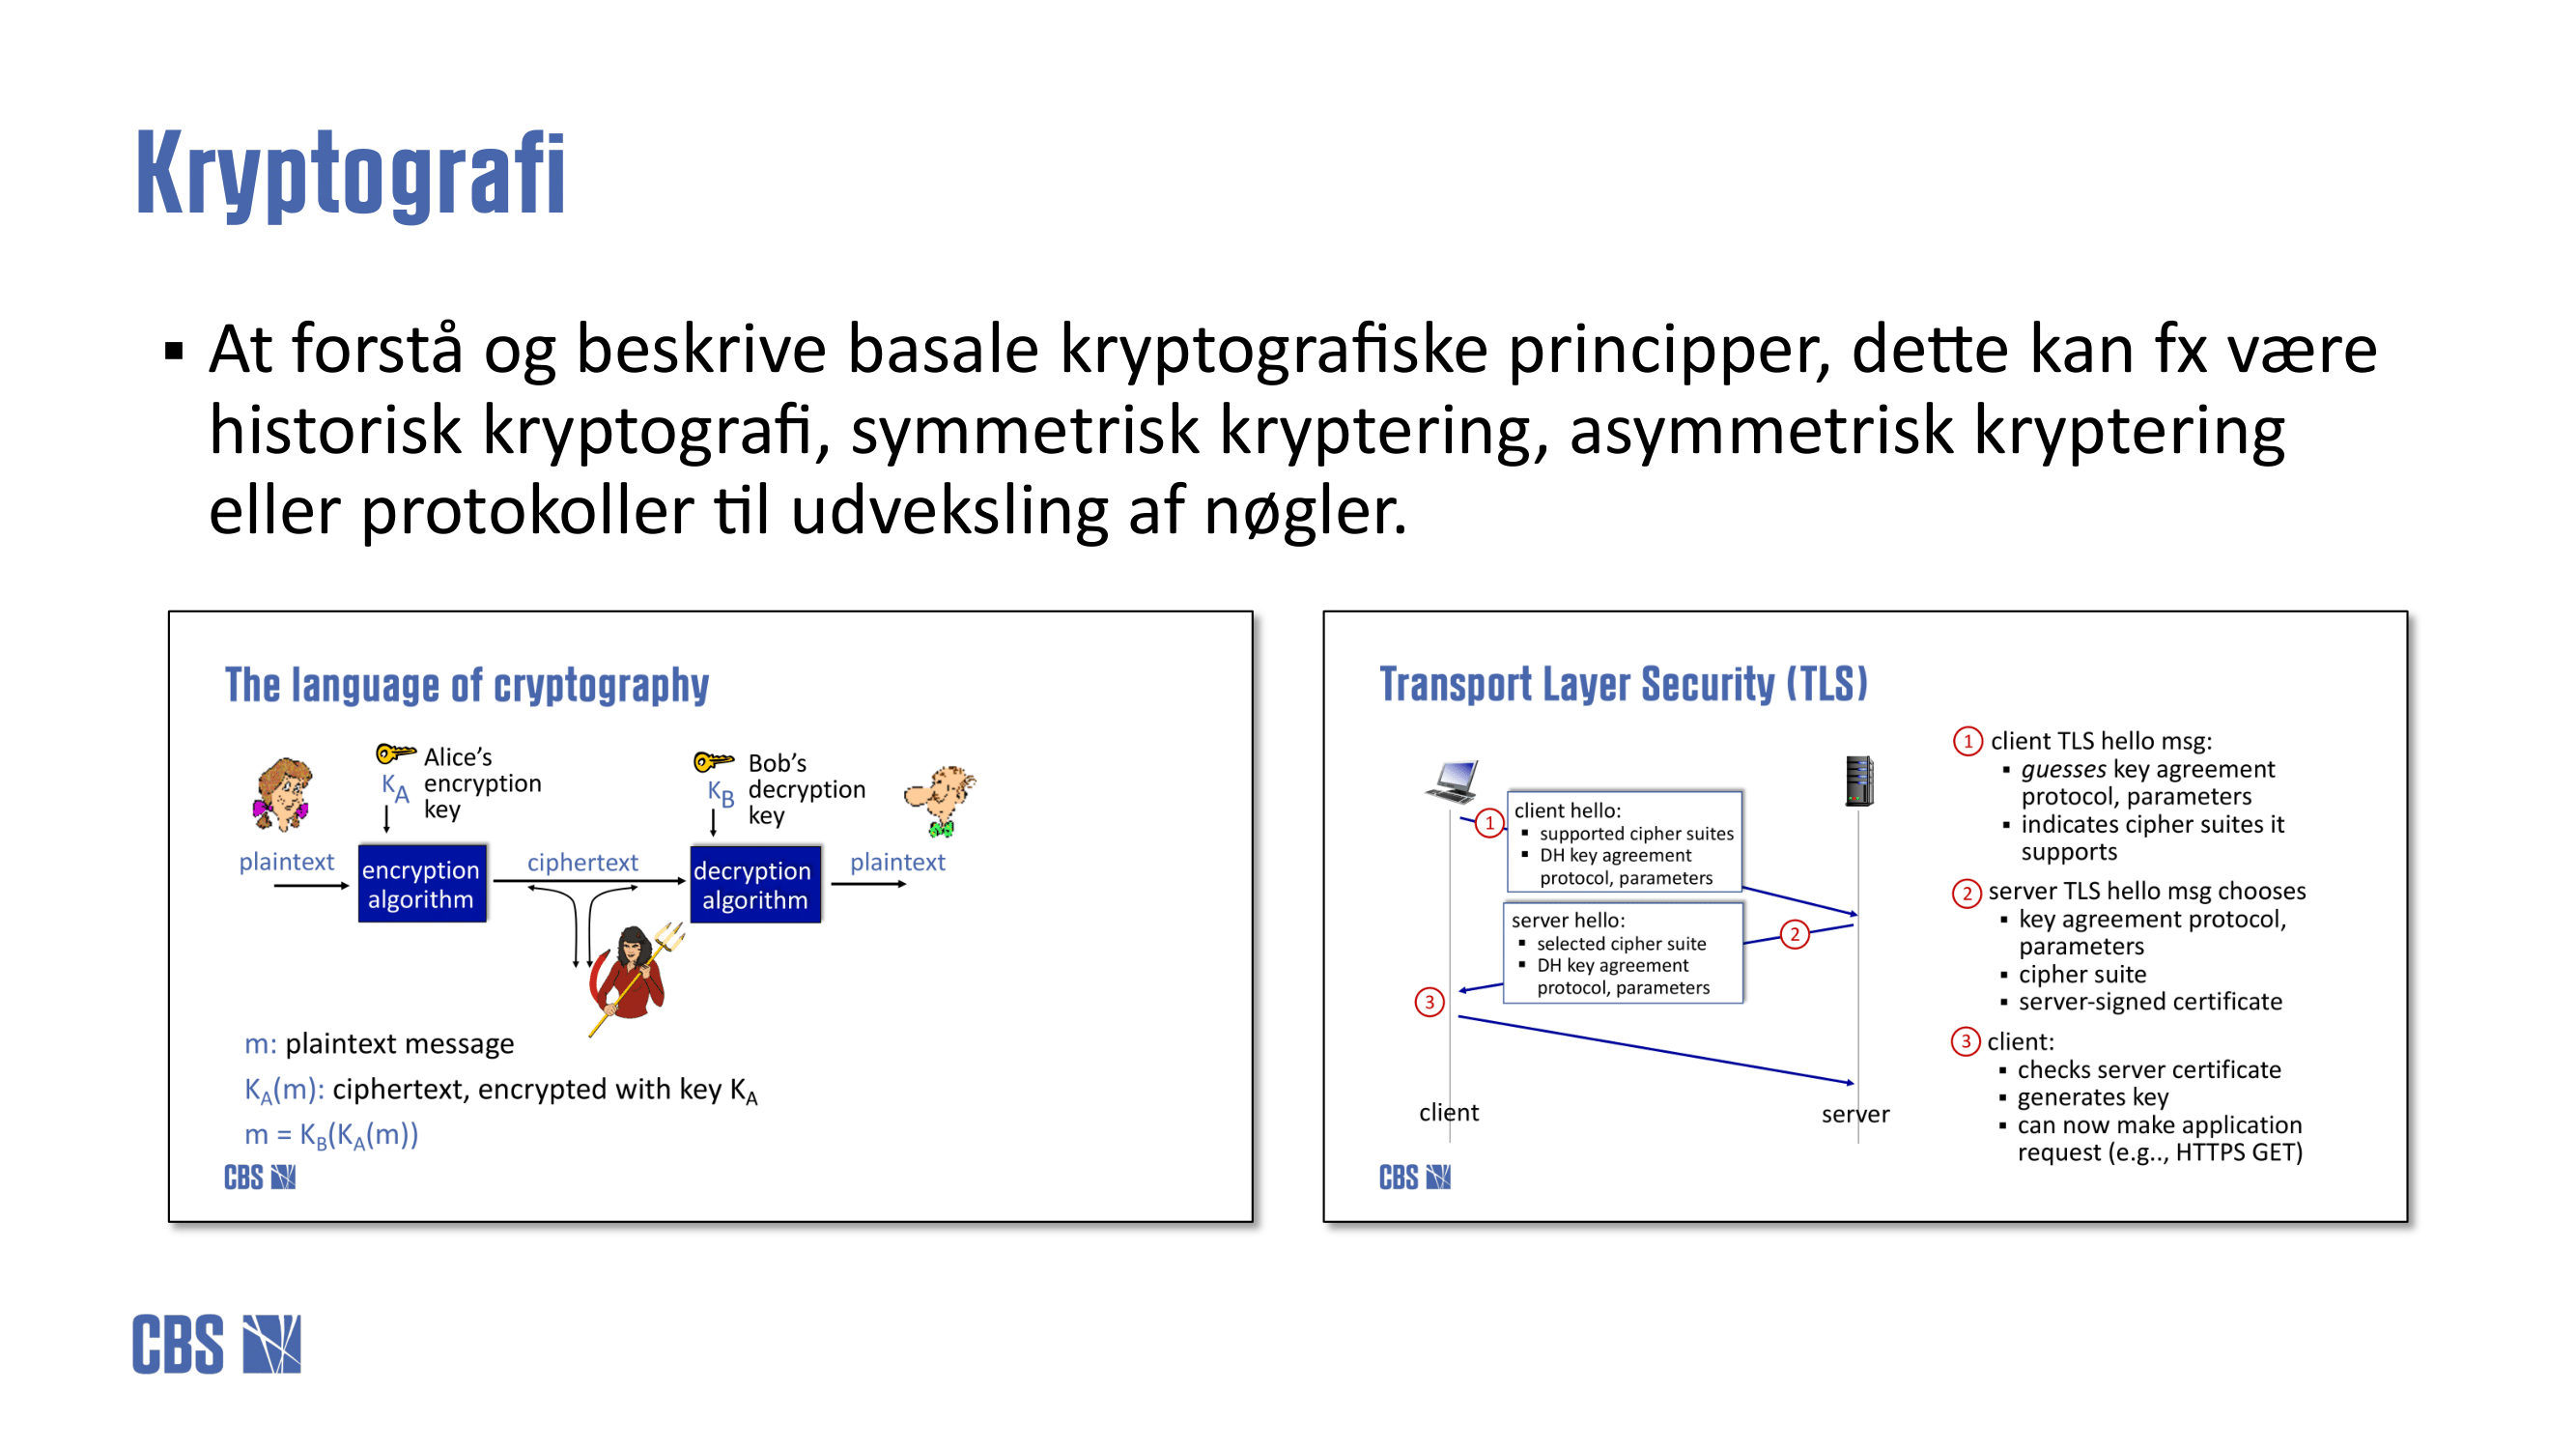 Kryptografi
▪ At forstå og beskrive basale kryptografiske principper, dette kan fx være
historisk kryptografi, symmetrisk kryptering, asymmetrisk kryptering
eller protokoller til udveksling af nøgler.
The language of cryptography
Alice's
encryption
key
K_A
Bob's
decryption
key
K_B
plaintext
encryption
algorithm
ciphertext
decryption
algorithm
plaintext
m: plaintext message
K_A(m): ciphertext, encrypted with key K_A
m = K_B(K_A(m))
CBS
Transport Layer Security (TLS)
1
client hello:
▪ supported cipher suites
▪ DH key agreement
protocol, parameters
server hello:
▪ selected cipher suite
▪ DH key agreement
protocol, parameters
2
3
client
server
1 client TLS hello msg:
▪ guesses key agreement
protocol, parameters
▪ indicates cipher suites it
supports
2 server TLS hello msg chooses
▪ key agreement protocol,
parameters
▪ cipher suite
▪ server-signed certificate
3 client:
▪ checks server certificate
▪ generates key
▪ can now make application
request (e.g.., HTTPS GET)
CBS
CBS